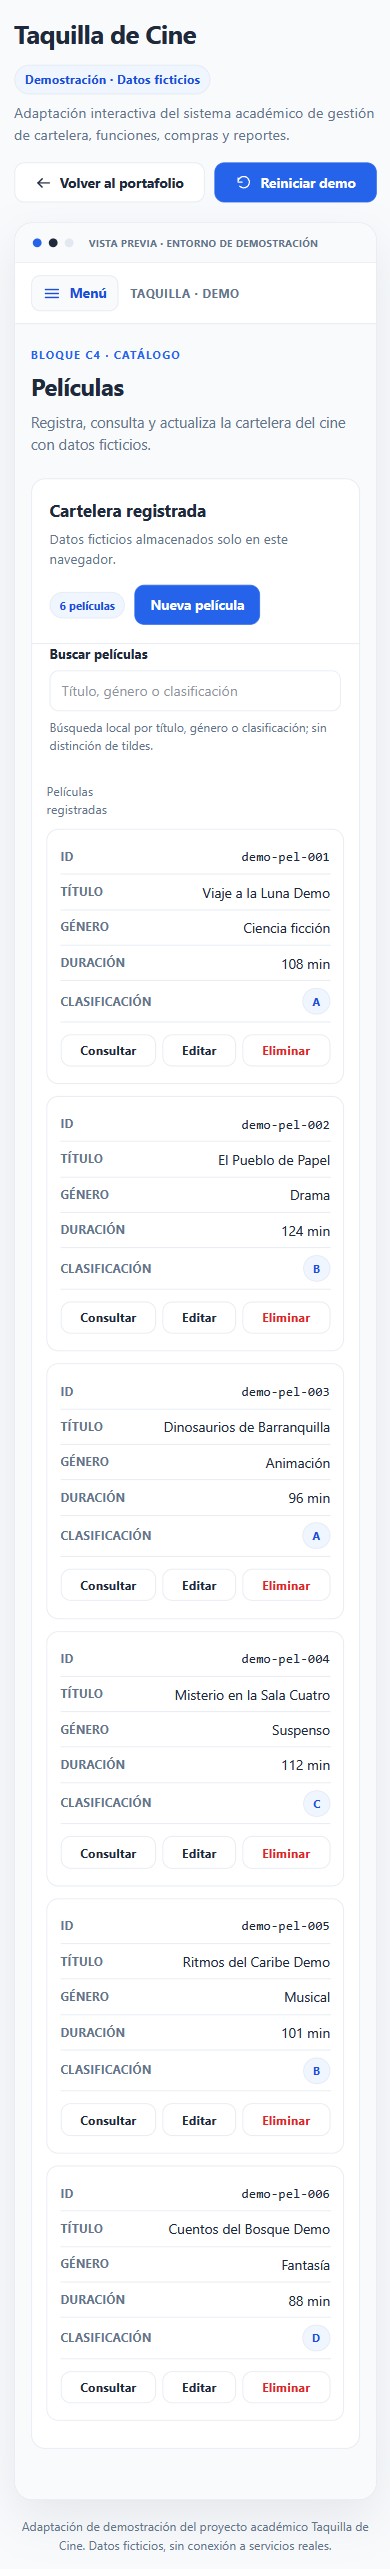 Taquilla de Cine
Demostración · Datos ficticios
Adaptación interactiva del sistema académico de gestión
de cartelera, funciones, compras y reportes.
Volver al portafolio
Reiniciar demo
VISTA PREVIA · ENTORNO DE DEMOSTRACIÓN
Menú
TAQUILLA · DEMO
BLOQUE C4 · CATÁLOGO
Películas
Registra, consulta y actualiza la cartelera del cine
con datos ficticios.
Cartelera registrada
Datos ficticios almacenados solo en este
navegador.
6 películas
Nueva película
Buscar películas
Título, género o clasificación
Búsqueda local por título, género o clasificación; sin
distinción de tildes.
Películas
registradas
ID demo-pel-001
TÍTULO Viaje a la Luna Demo
GÉNERO Ciencia ficción
DURACIÓN 108 min
CLASIFICACIÓN A
Consultar Editar Eliminar
ID demo-pel-002
TÍTULO El Pueblo de Papel
GÉNERO Drama
DURACIÓN 124 min
CLASIFICACIÓN B
Consultar Editar Eliminar
ID demo-pel-003
TÍTULO Dinosaurios de Barranquilla
GÉNERO Animación
DURACIÓN 96 min
CLASIFICACIÓN A
Consultar Editar Eliminar
ID demo-pel-004
TÍTULO Misterio en la Sala Cuatro
GÉNERO Suspenso
DURACIÓN 112 min
CLASIFICACIÓN C
Consultar Editar Eliminar
ID demo-pel-005
TÍTULO Ritmos del Caribe Demo
GÉNERO Musical
DURACIÓN 101 min
CLASIFICACIÓN B
Consultar Editar Eliminar
ID demo-pel-006
TÍTULO Cuentos del Bosque Demo
GÉNERO Fantasía
DURACIÓN 88 min
CLASIFICACIÓN D
Consultar Editar Eliminar
Adaptación de demostración del proyecto académico Taquilla de
Cine. Datos ficticios, sin conexión a servicios reales.